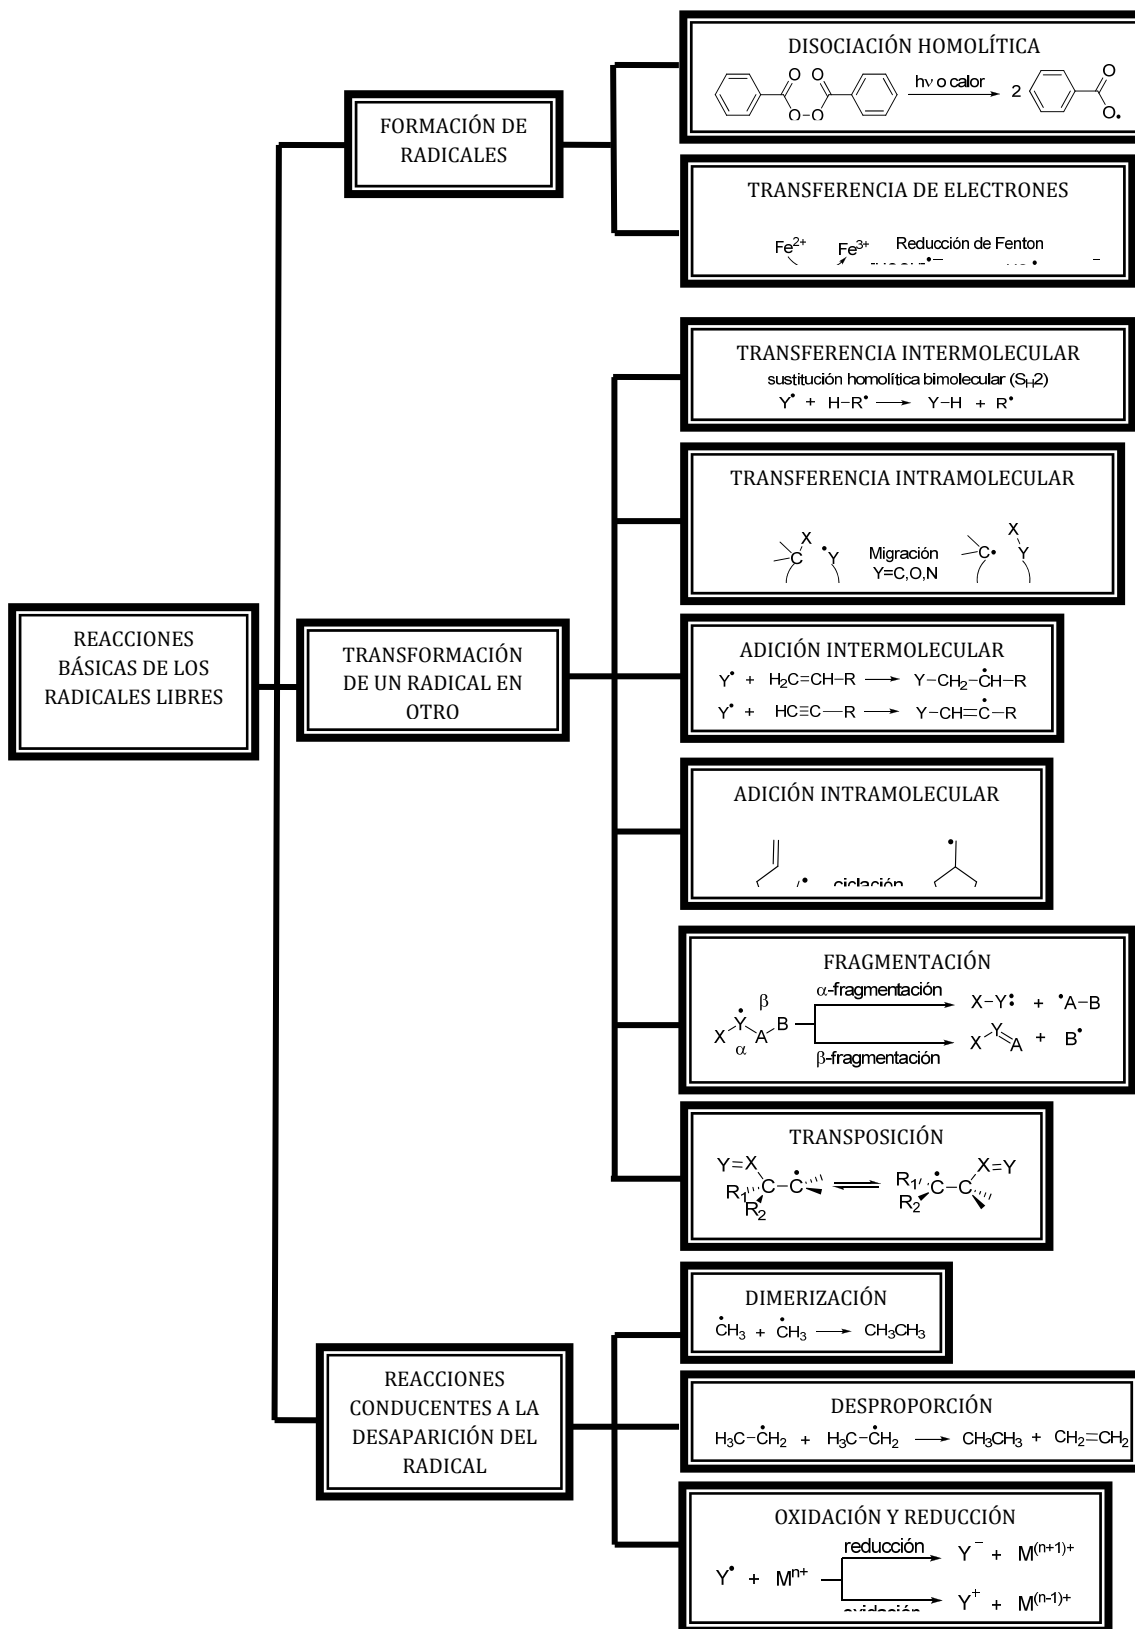 DISOCIACIÓN HOMOLÍTICA
O O
O–O
hν o calor
2
O
O•
FORMACIÓN DE
RADICALES
TRANSFERENCIA DE ELECTRONES
Fe2+ Fe3+ Reducción de Fenton
TRANSFERENCIA INTERMOLECULAR
sustitución homolítica bimolecular (SH2)
Y• + H–R• → Y–H + R•
TRANSFERENCIA INTRAMOLECULAR
X
C •Y
Migración
Y=C,O,N
X
C• Y
REACCIONES
BÁSICAS DE LOS
RADICALES LIBRES
TRANSFORMACIÓN
DE UN RADICAL EN
OTRO
ADICIÓN INTERMOLECULAR
Y• + H2C=CH–R → Y–CH2–ĊH–R
Y• + HC≡C–R → Y–CH=Ċ–R
ADICIÓN INTRAMOLECULAR
ciclación
FRAGMENTACIÓN
α-fragmentación
X–Y: + •A–B
β
X Y A B
α
β-fragmentación
X Y=A + B•
TRANSPOSICIÓN
Y=X
R1 C–Ċ
R2
X=Y
R1 Ċ–C
R2
REACCIONES
CONDUCENTES A LA
DESAPARICIÓN DEL
RADICAL
DIMERIZACIÓN
ĊH3 + ĊH3 → CH3CH3
DESPROPORCIÓN
H3C–ĊH2 + H3C–ĊH2 → CH3CH3 + CH2=CH2
OXIDACIÓN Y REDUCCIÓN
reducción
Y– + M(n+1)+
Y• + Mn+
oxidación
Y+ + M(n-1)+